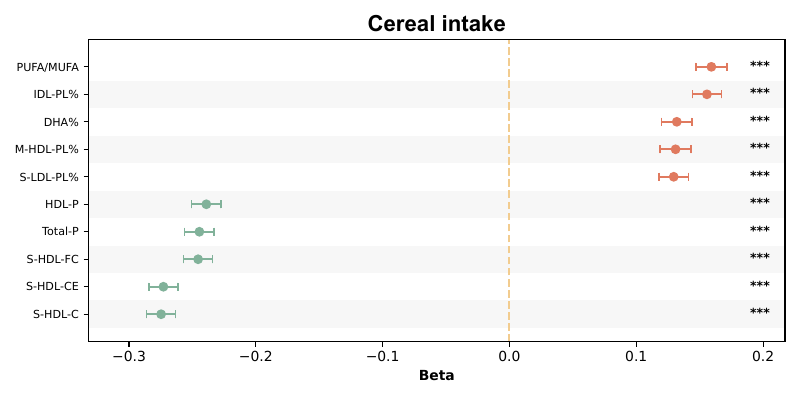 Cereal intake
PUFA/MUFA ***
IDL-PL% ***
DHA% ***
M-HDL-PL% ***
S-LDL-PL% ***
HDL-P ***
Total-P ***
S-HDL-FC ***
S-HDL-CE ***
S-HDL-C ***
−0.3 −0.2 −0.1 0.0 0.1 0.2
Beta